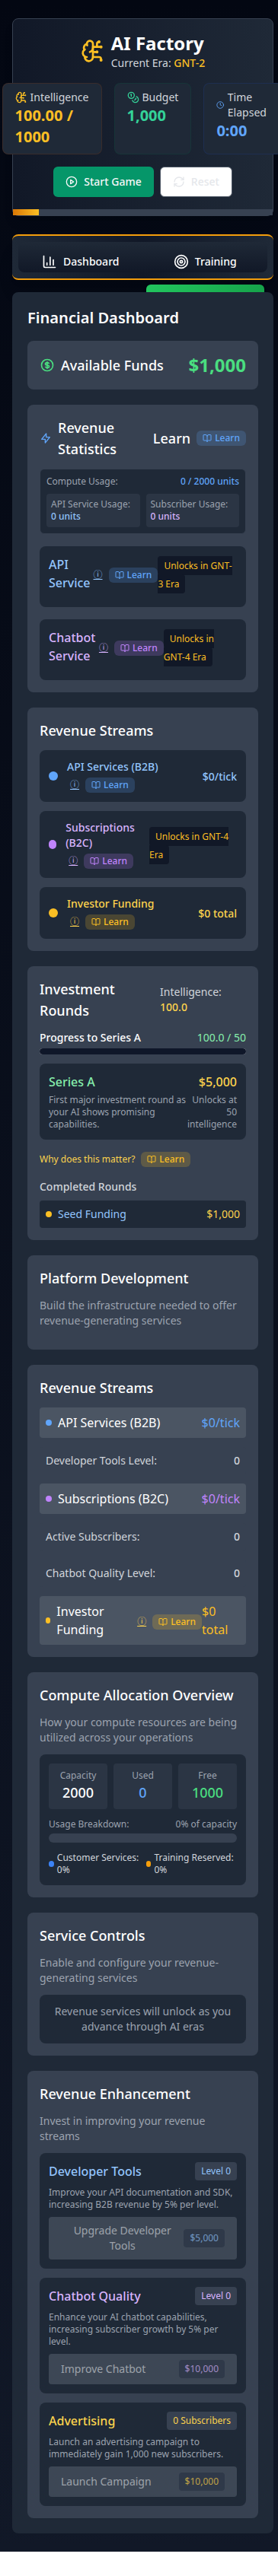 AI Factory
Current Era: GNT-2
Intelligence
100.00 /
1000
Budget
1,000
Time
Elapsed
0:00
Start Game
Reset
Dashboard
Training
Financial Dashboard
Available Funds
$1,000
Revenue
Statistics
Learn
Learn
Compute Usage:
0 / 2000 units
API Service Usage:
0 units
Subscriber Usage:
0 units
API
Service
Learn
Unlocks in GNT-
3 Era
Chatbot
Service
Learn
Unlocks in
GNT-4 Era
Revenue Streams
API Services (B2B)
Learn
$0/tick
Subscriptions
(B2C)
Learn
Unlocks in GNT-4
Era
Investor Funding
Learn
$0 total
Investment
Rounds
Intelligence:
100.0
Progress to Series A
100.0 / 50
Series A
$5,000
First major investment round as
your AI shows promising
capabilities.
Unlocks at
50
intelligence
Why does this matter?
Learn
Completed Rounds
Seed Funding
$1,000
Platform Development
Build the infrastructure needed to offer
revenue-generating services
Revenue Streams
API Services (B2B)
$0/tick
Developer Tools Level:
0
Subscriptions (B2C)
$0/tick
Active Subscribers:
0
Chatbot Quality Level:
0
Investor
Funding
Learn
$0
total
Compute Allocation Overview
How your compute resources are being
utilized across your operations
Capacity
2000
Used
0
Free
1000
Usage Breakdown:
0% of capacity
Customer Services:
0%
Training Reserved:
0%
Service Controls
Enable and configure your revenue-
generating services
Revenue services will unlock as you
advance through AI eras
Revenue Enhancement
Invest in improving your revenue
streams
Developer Tools
Level 0
Improve your API documentation and SDK,
increasing B2B revenue by 5% per level.
Upgrade Developer
Tools
$5,000
Chatbot Quality
Level 0
Enhance your AI chatbot capabilities,
increasing subscriber growth by 5% per
level.
Improve Chatbot
$10,000
Advertising
0 Subscribers
Launch an advertising campaign to
immediately gain 1,000 new subscribers.
Launch Campaign
$10,000